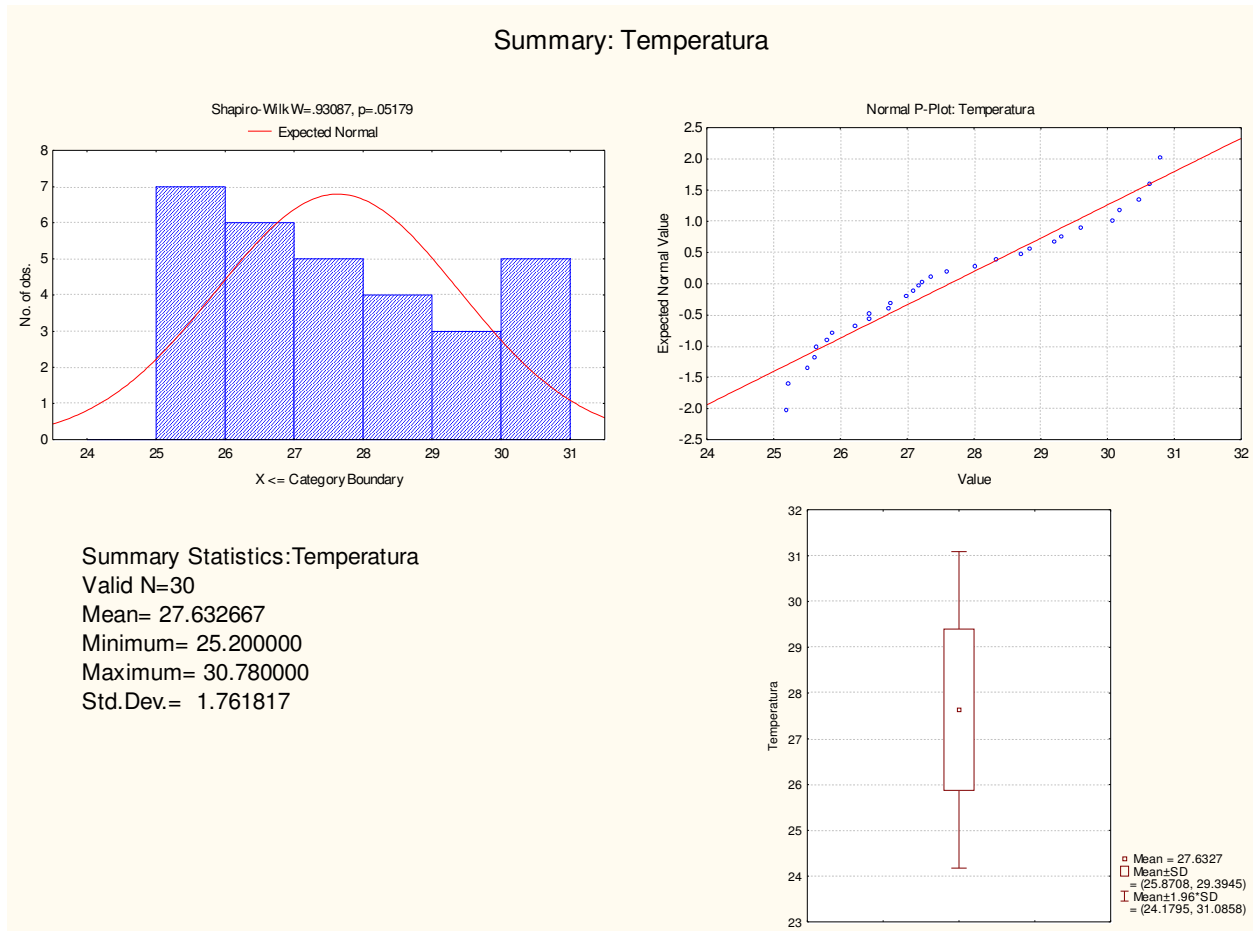 Summary: Temperatura
Shapiro-Wilk W=.93087, p=.05179
Expected Normal
8
7
6
5
4
3
2
1
0
No. of obs.
24 25 26 27 28 29 30 31
X <= Category Boundary
Normal P-Plot: Temperatura
2.5
2.0
1.5
1.0
0.5
0.0
-0.5
-1.0
-1.5
-2.0
-2.5
Expected Normal Value
24 25 26 27 28 29 30 31 32
Value
Summary Statistics:Temperatura
Valid N=30
Mean= 27.632667
Minimum= 25.200000
Maximum= 30.780000
Std.Dev.= 1.761817
32
31
30
29
28
27
26
25
24
23
Temperatura
Mean = 27.6327
Mean±SD
= (25.8708, 29.3945)
Mean±1.96*SD
= (24.1795, 31.0858)